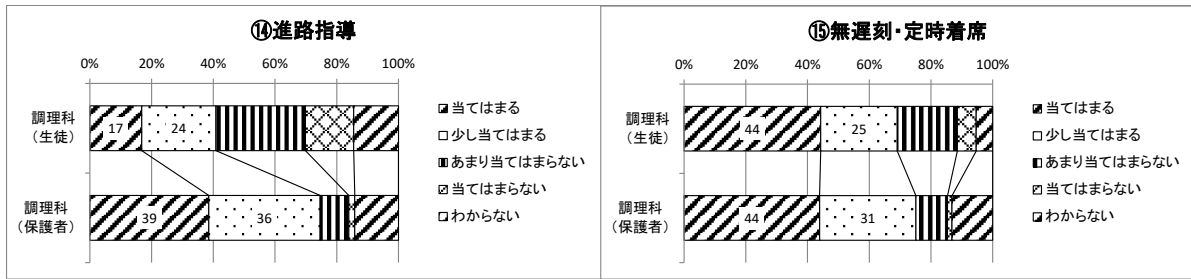 ⑭進路指導
0% 20% 40% 60% 80% 100%
調理科
（生徒）
17 24
調理科
（保護者）
39 36
当てはまる
少し当てはまる
あまり当てはまらない
当てはまらない
わからない
⑮無遅刻・定時着席
0% 20% 40% 60% 80% 100%
調理科
（生徒）
44 25
調理科
（保護者）
44 31
当てはまる
少し当てはまる
あまり当てはまらない
当てはまらない
わからない